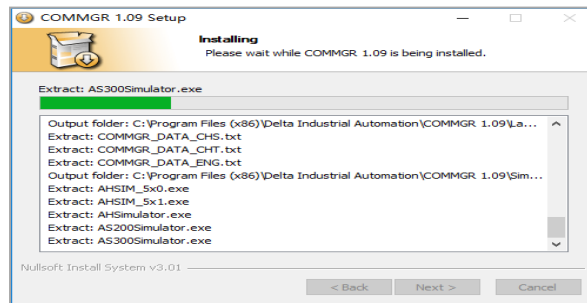 COMMGR 1.09 Setup
Installing
Please wait while COMMGR 1.09 is being installed.
Extract: AS300Simulator.exe
Output folder: C:\Program Files (x86)\Delta Industrial Automation\COMMGR 1.09\La...
Extract: COMMGR_DATA_CHS.txt
Extract: COMMGR_DATA_CHT.txt
Extract: COMMGR_DATA_ENG.txt
Output folder: C:\Program Files (x86)\Delta Industrial Automation\COMMGR 1.09\Sim...
Extract: AHSIM_5x0.exe
Extract: AHSIM_5x1.exe
Extract: AHSimulator.exe
Extract: AS200Simulator.exe
Extract: AS300Simulator.exe
Nullsoft Install System v3.01
< Back Next > Cancel